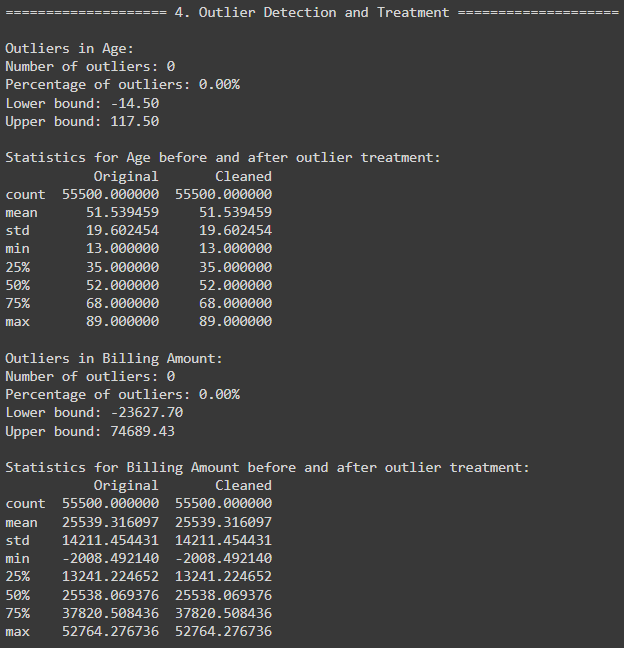 ==================== 4. Outlier Detection and Treatment ====================
Outliers in Age:
Number of outliers: 0
Percentage of outliers: 0.00%
Lower bound: -14.50
Upper bound: 117.50
Statistics for Age before and after outlier treatment:
Original Cleaned
count 55500.000000 55500.000000
mean 51.539459 51.539459
std 19.602454 19.602454
min 13.000000 13.000000
25% 35.000000 35.000000
50% 52.000000 52.000000
75% 68.000000 68.000000
max 89.000000 89.000000
Outliers in Billing Amount:
Number of outliers: 0
Percentage of outliers: 0.00%
Lower bound: -23627.70
Upper bound: 74689.43
Statistics for Billing Amount before and after outlier treatment:
Original Cleaned
count 55500.000000 55500.000000
mean 25539.316097 25539.316097
std 14211.454431 14211.454431
min -2008.492140 -2008.492140
25% 13241.224652 13241.224652
50% 25538.069376 25538.069376
75% 37820.508436 37820.508436
max 52764.276736 52764.276736